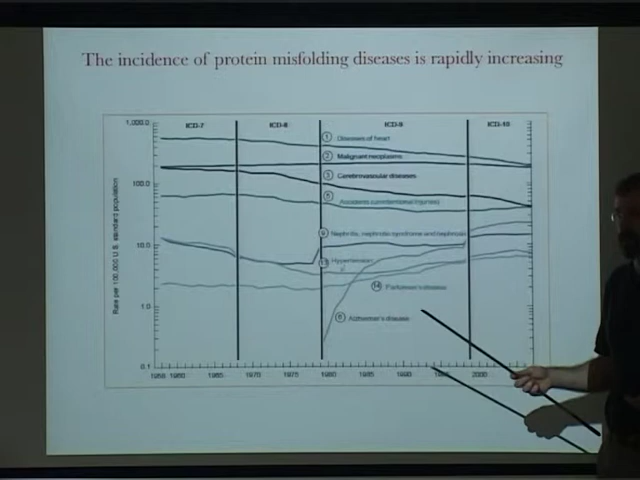 The incidence of protein misfolding diseases is rapidly increasing
ICD-7 ICD-8 ICD-9 ICD-10
1,000.0
100.0
10.0
1.0
0.1
Rate per 100,000 U.S. standard population
1 Diseases of heart
2 Malignant neoplasms
3 Cerebrovascular diseases
5 Accidents (unintentional injuries)
9 Nephritis, nephrotic syndrome and nephrosis
13 Hypertension
14 Parkinson's disease
8 Alzheimer's disease
1958 1960 1965 1970 1975 1980 1985 1990 1995 2000